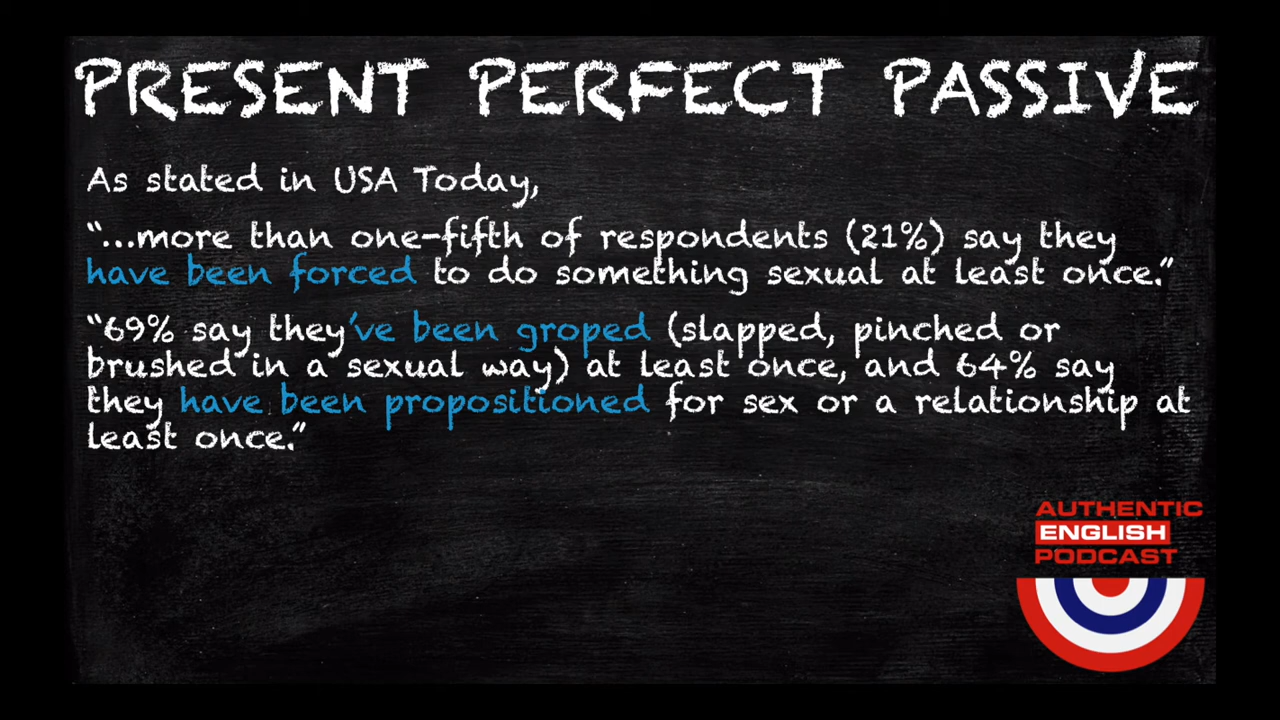 PRESENT PERFECT PASSIVE
As stated in USA Today,
“...more than one-fifth of respondents (21%) say they
have been forced to do something sexual at least once.”
“69% say they’ve been groped (slapped, pinched or
brushed in a sexual way) at least once, and 64% say
they have been propositioned for sex or a relationship at
least once.”
AUTHENTIC
ENGLISH
PODCAST